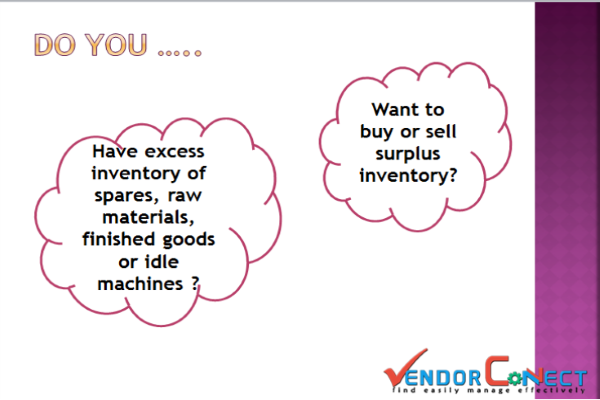 DO YOU .....
Want to
buy or sell
surplus
inventory?
Have excess
inventory of
spares, raw
materials,
finished goods
or idle
machines ?
VENDOR CONECT
find easily manage effectively